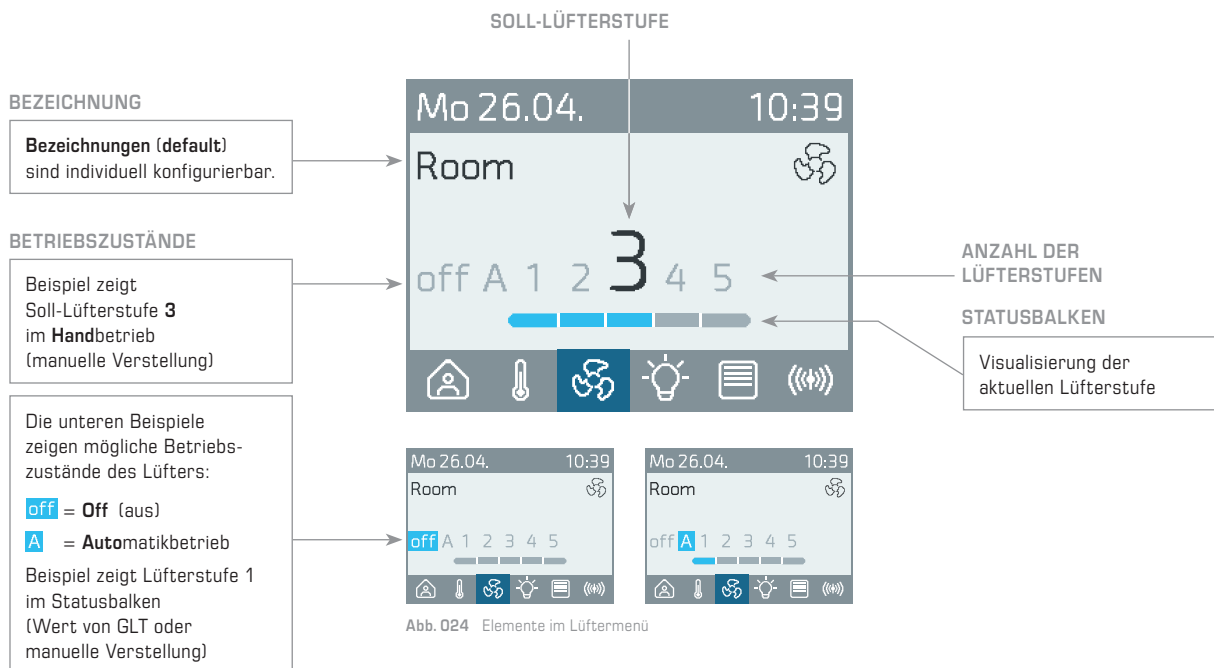 SOLL-LÜFTERSTUFE
BEZEICHNUNG
Bezeichnungen (default)
sind individuell konfigurierbar.
BETRIEBSZUSTÄNDE
Beispiel zeigt
Soll-Lüfterstufe 3
im Handbetrieb
(manuelle Verstellung)
Die unteren Beispiele
zeigen mögliche Betriebs-
zustände des Lüfters:
off = Off (aus)
A = Automatikbetrieb
Beispiel zeigt Lüfterstufe 1
im Statusbalken
(Wert von GLT oder
manuelle Verstellung)
Mo 26.04. 10:39
Room
off A 1 2 3 4 5
ANZAHL DER
LÜFTERSTUFEN
STATUSBALKEN
Visualisierung der
aktuellen Lüfterstufe
Mo 26.04. 10:39
Room
off A 1 2 3 4 5
Mo 26.04. 10:39
Room
off A 1 2 3 4 5
Abb. 024 Elemente im Lüftermenü